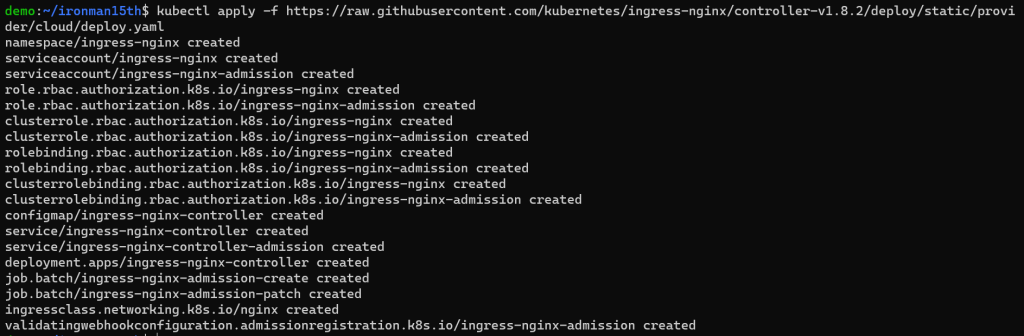 demo:~/ironman15th$ kubectl apply -f https://raw.githubusercontent.com/kubernetes/ingress-nginx/controller-v1.8.2/deploy/static/provi
der/cloud/deploy.yaml
namespace/ingress-nginx created
serviceaccount/ingress-nginx created
serviceaccount/ingress-nginx-admission created
role.rbac.authorization.k8s.io/ingress-nginx created
role.rbac.authorization.k8s.io/ingress-nginx-admission created
clusterrole.rbac.authorization.k8s.io/ingress-nginx created
clusterrole.rbac.authorization.k8s.io/ingress-nginx-admission created
rolebinding.rbac.authorization.k8s.io/ingress-nginx created
rolebinding.rbac.authorization.k8s.io/ingress-nginx-admission created
clusterrolebinding.rbac.authorization.k8s.io/ingress-nginx created
clusterrolebinding.rbac.authorization.k8s.io/ingress-nginx-admission created
configmap/ingress-nginx-controller created
service/ingress-nginx-controller created
service/ingress-nginx-controller-admission created
deployment.apps/ingress-nginx-controller created
job.batch/ingress-nginx-admission-create created
job.batch/ingress-nginx-admission-patch created
ingressclass.networking.k8s.io/nginx created
validatingwebhookconfiguration.admissionregistration.k8s.io/ingress-nginx-admission created